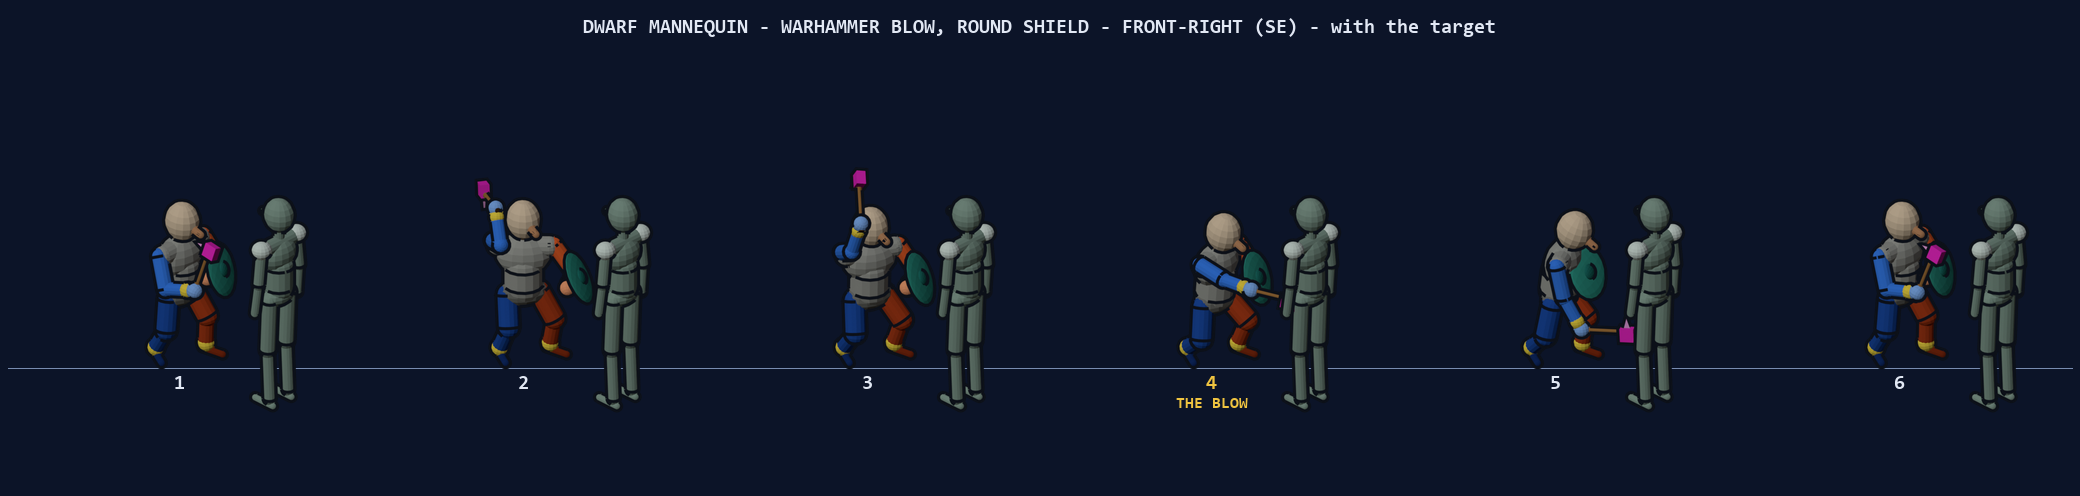 DWARF MANNEQUIN - WARHAMMER BLOW, ROUND SHIELD - FRONT-RIGHT (SE) - with the target
1 2 3 4 5 6
THE BLOW